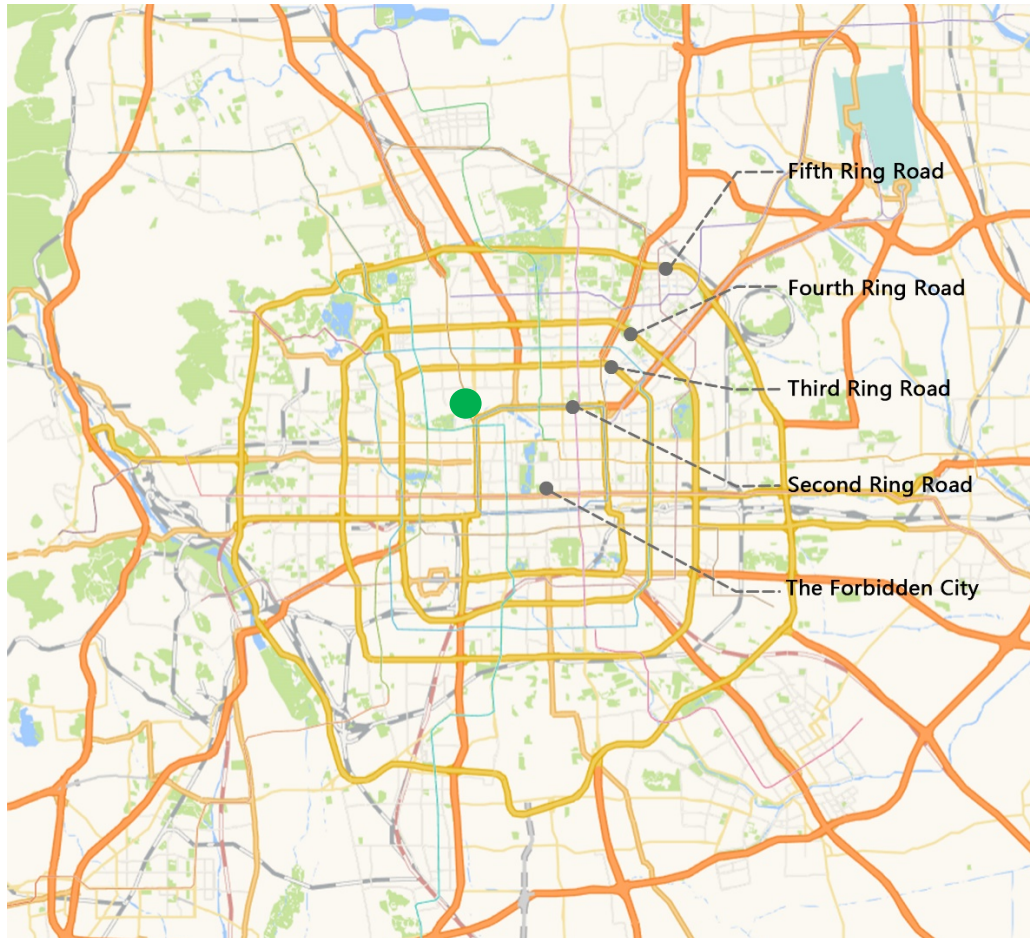 Fifth Ring Road
Fourth Ring Road
Third Ring Road
Second Ring Road
The Forbidden City